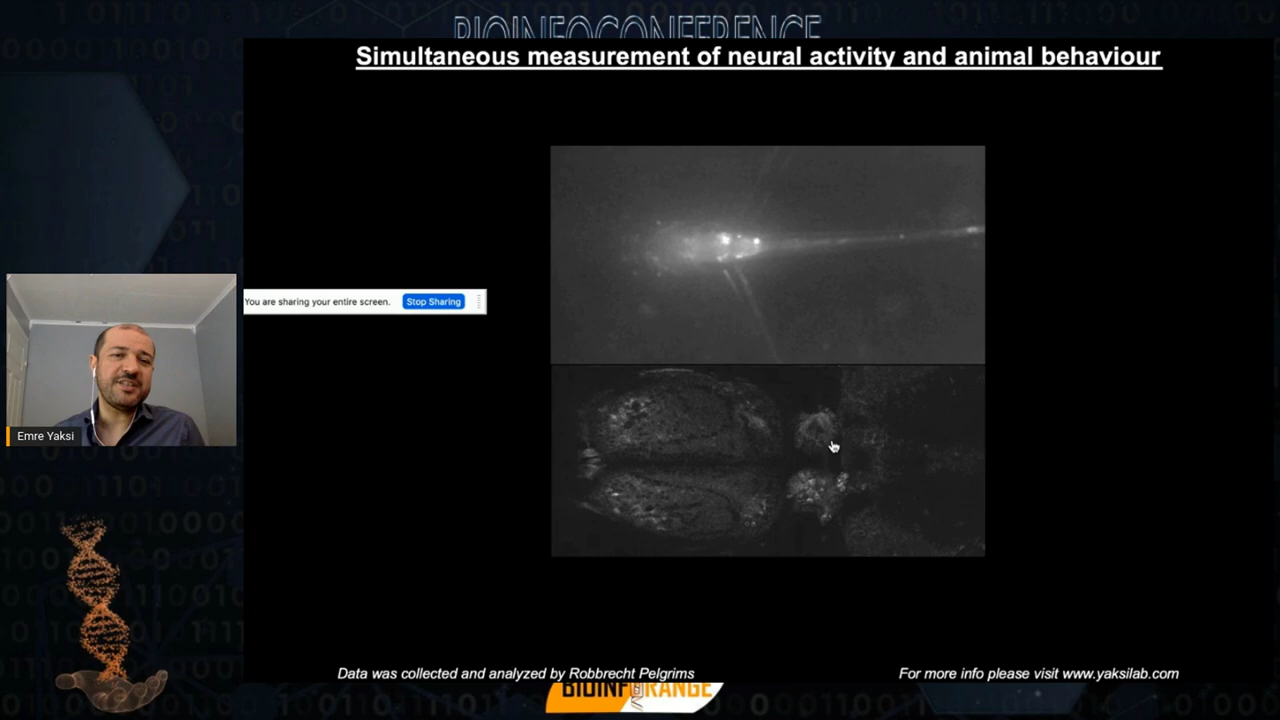 BIOINFOCONFERENCE
Simultaneous measurement of neural activity and animal behaviour
You are sharing your entire screen.
Stop Sharing
Emre Yaksi
Data was collected and analyzed by Robbrecht Pelgrims
For more info please visit www.yaksilab.com
BIOINFORANGE